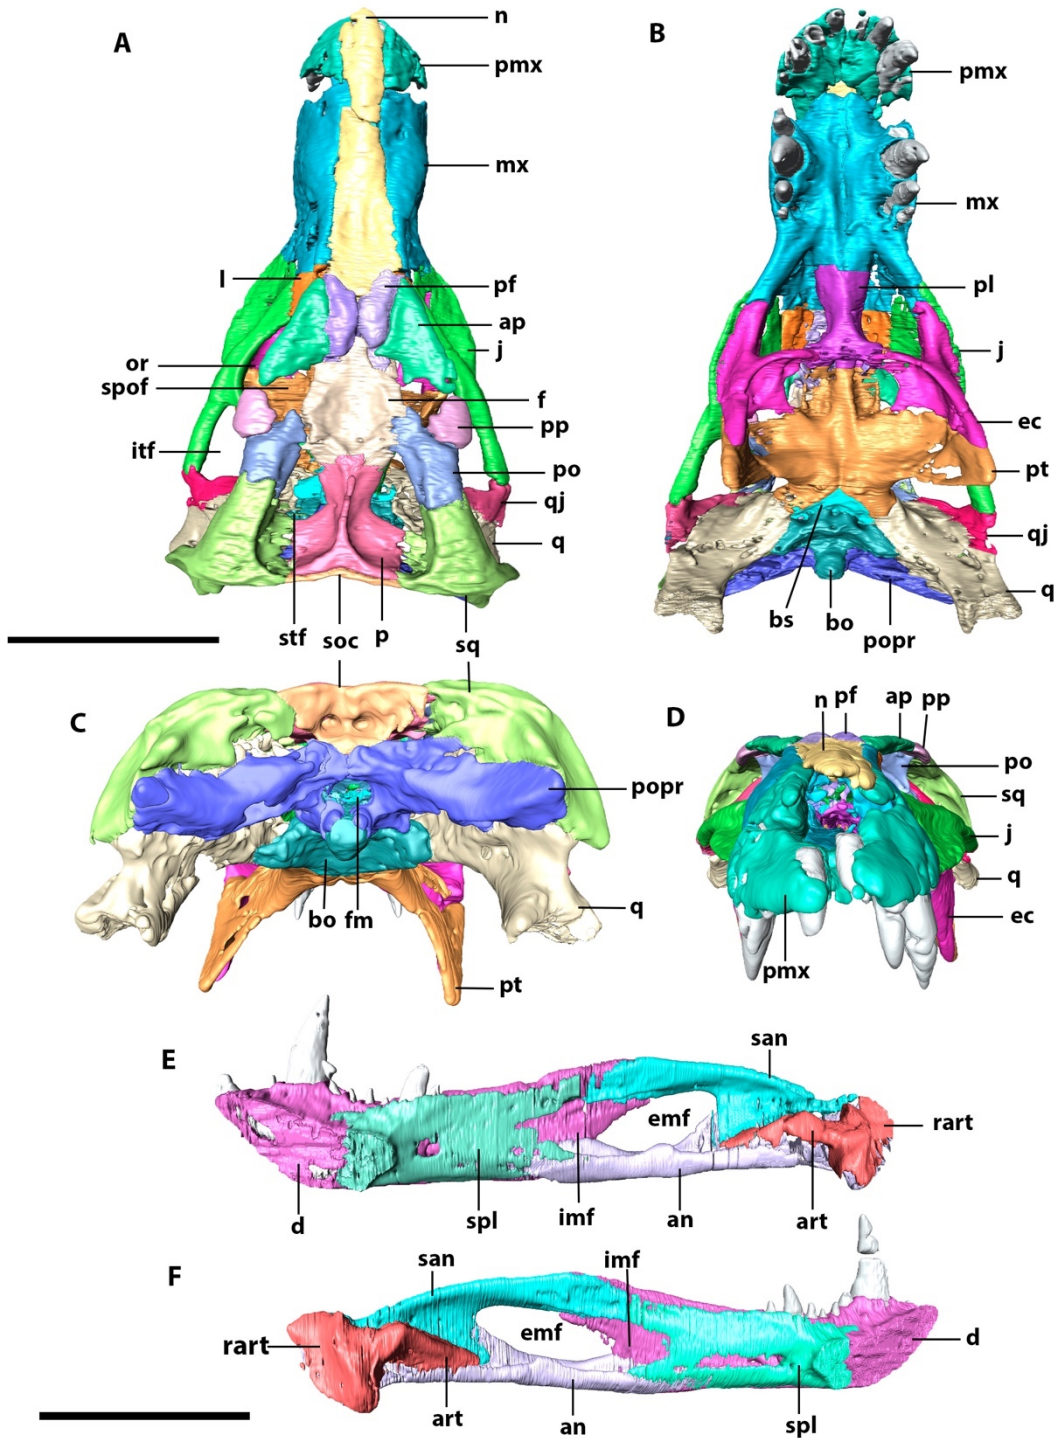 A
n
pmx
mx
l
pf
ap
or
j
spof
f
pp
itf
po
qj
q
stf
soc
p
sq
B
pmx
mx
pl
j
ec
pt
qj
q
bs
bo
popr
C
popr
bo
fm
q
pt
D
n
pf
ap
pp
po
sq
j
q
ec
pmx
E
san
emf
rart
d
spl
imf
an
art
F
san
imf
emf
rart
d
art
an
spl